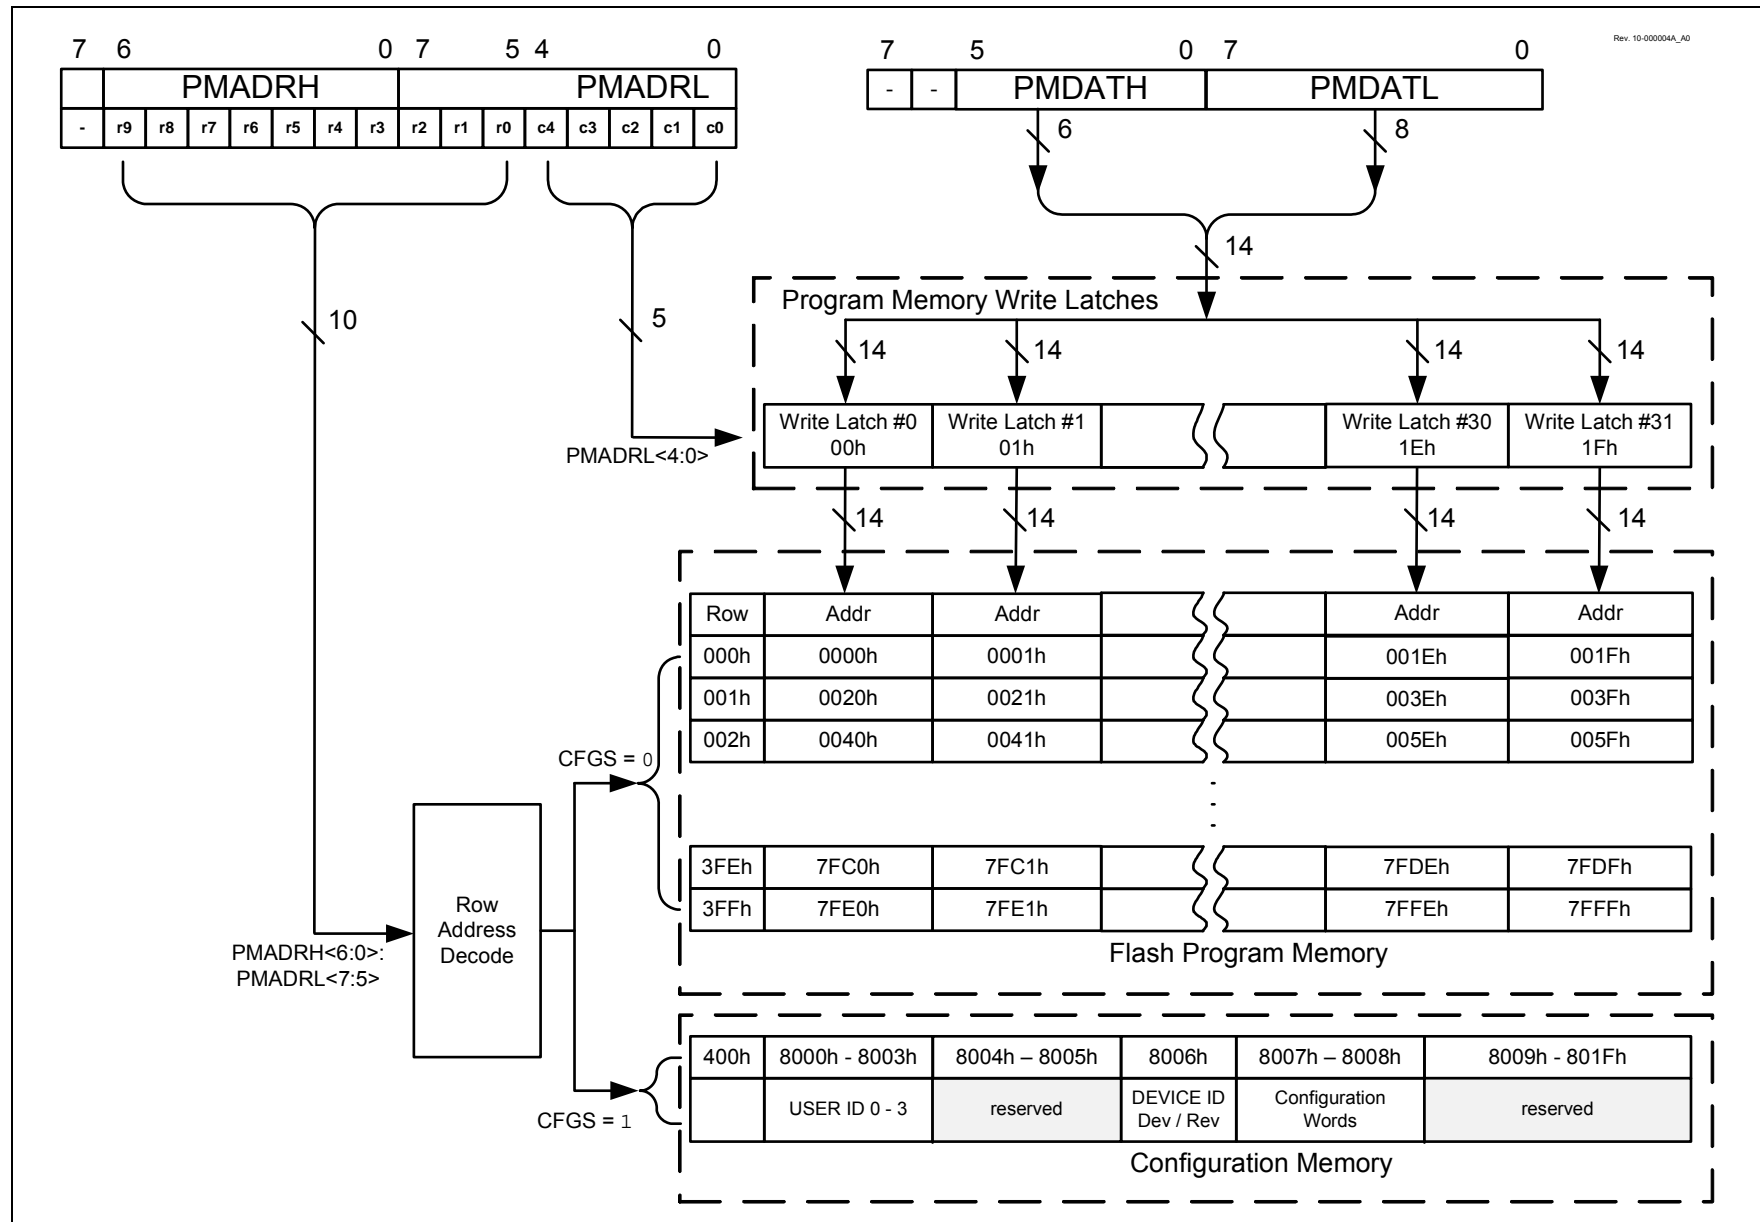 Rev. 10-000004A_A0
7 6 0 7 5 4 0
7 5 0 7 0
PMADRH PMADRL
- - PMDATH PMDATL
- r9 r8 r7 r6 r5 r4 r3 r2 r1 r0 c4 c3 c2 c1 c0
6 8
14
10
5
Program Memory Write Latches
14 14 14 14
Write Latch #0 Write Latch #1 Write Latch #30 Write Latch #31
00h 01h 1Eh 1Fh
PMADRL<4:0>
14 14 14 14
Row Addr Addr Addr Addr
000h 0000h 0001h 001Eh 001Fh
001h 0020h 0021h 003Eh 003Fh
002h 0040h 0041h 005Eh 005Fh
CFGS = 0
3FEh 7FC0h 7FC1h 7FDEh 7FDFh
3FFh 7FE0h 7FE1h 7FFEh 7FFFh
Row
Address
Decode
PMADRH<6:0>:
PMADRL<7:5>
Flash Program Memory
400h 8000h - 8003h 8004h – 8005h 8006h 8007h – 8008h 8009h - 801Fh
USER ID 0 - 3 reserved DEVICE ID Configuration reserved
Dev / Rev Words
CFGS = 1
Configuration Memory